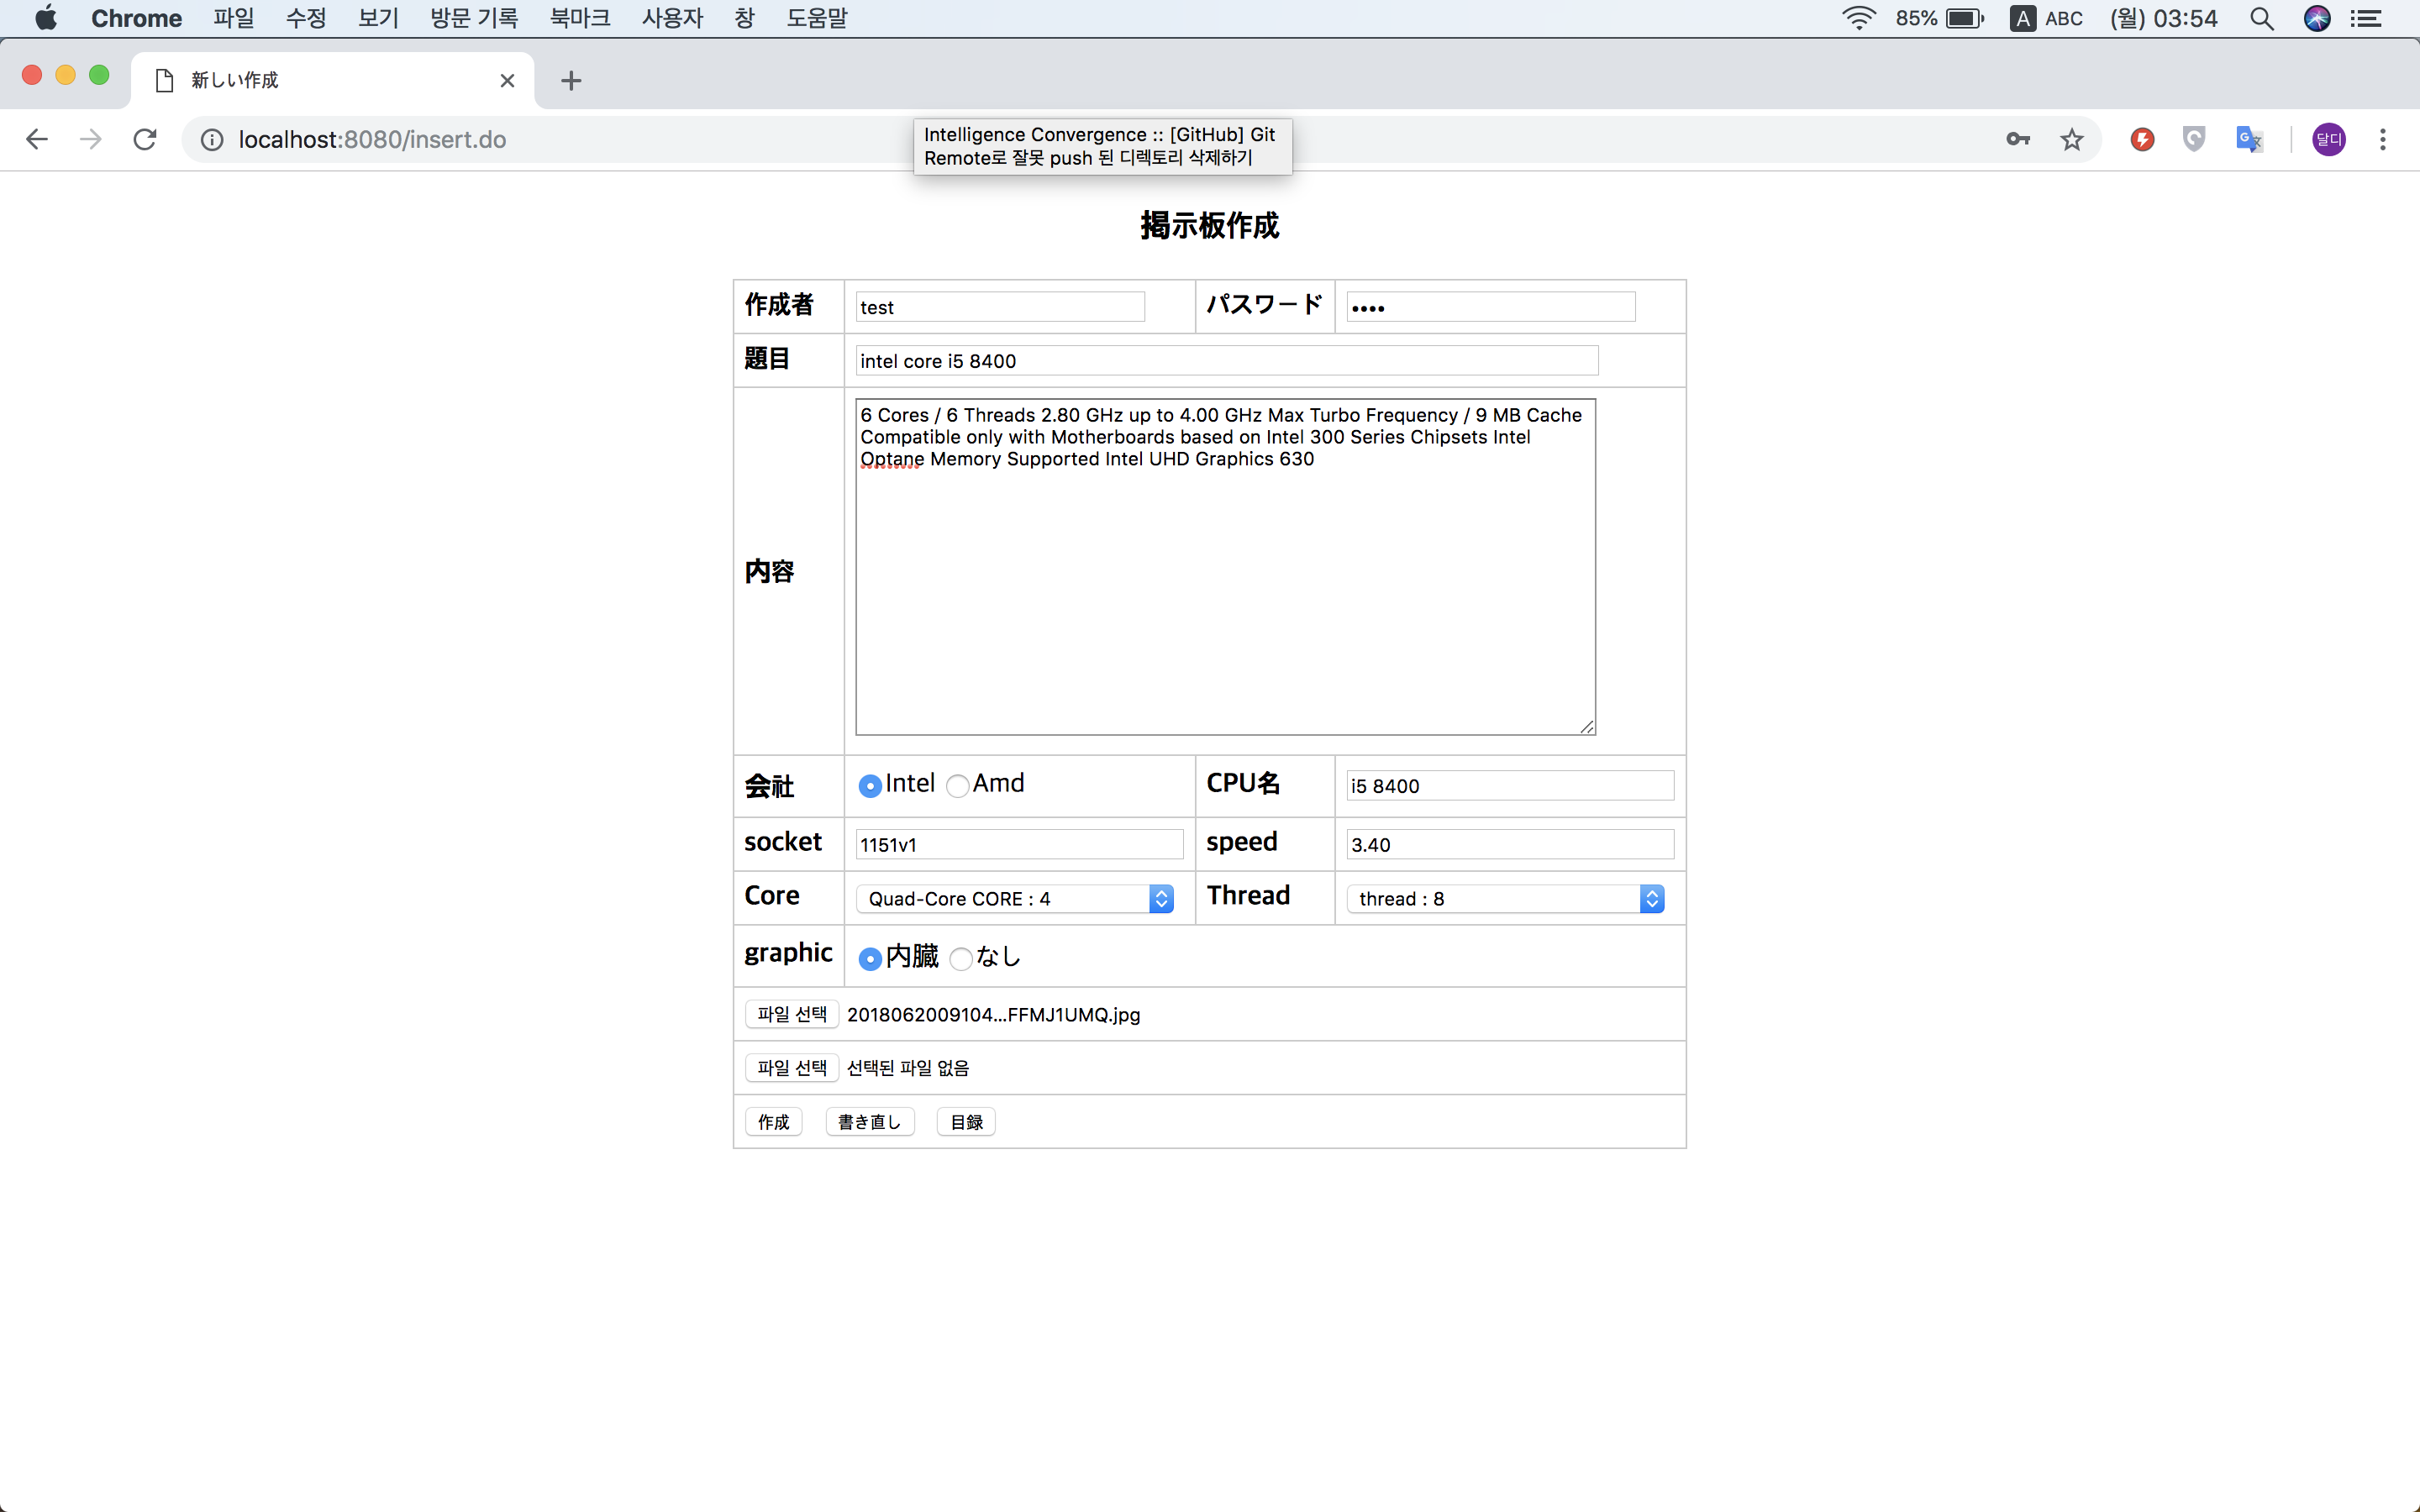 Chrome 파일 수정 보기 방문 기록 북마크 사용자 창 도움말 85% A ABC (월) 03:54
新しい作成
localhost:8080/insert.do 달디
Intelligence Convergence :: [GitHub] Git
Remote로 잘못 push 된 디렉토리 삭제하기
掲示板作成
作成者 test パスワード ••••
題目 intel core i5 8400
内容
6 Cores / 6 Threads 2.80 GHz up to 4.00 GHz Max Turbo Frequency / 9 MB Cache
Compatible only with Motherboards based on Intel 300 Series Chipsets Intel
Optane Memory Supported Intel UHD Graphics 630
会社 Intel Amd CPU名 i5 8400
socket 1151v1 speed 3.40
Core Quad-Core CORE : 4 Thread thread : 8
graphic 内臓 なし
파일 선택 2018062009104...FFMJ1UMQ.jpg
파일 선택 선택된 파일 없음
作成 書き直し 目録